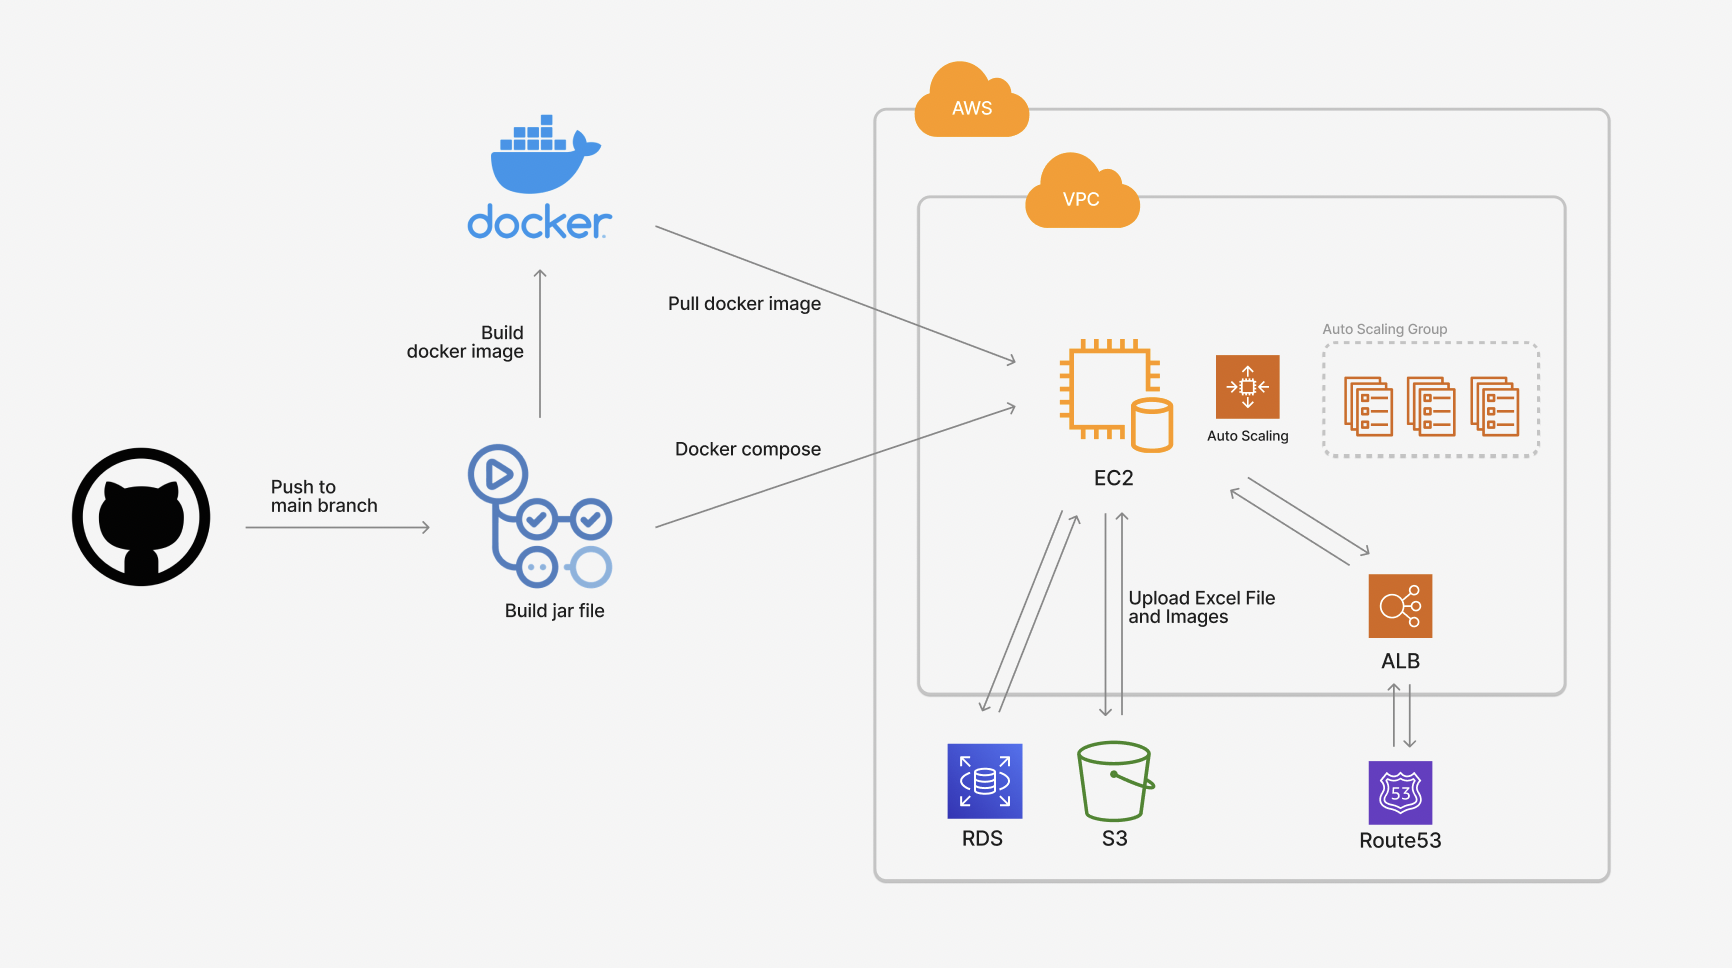 AWS
VPC
docker
Pull docker image
Build
docker image
Auto Scaling Group
Auto Scaling
Docker compose
EC2
Push to
main branch
Build jar file
Upload Excel File
and Images
ALB
RDS
S3
53
Route53